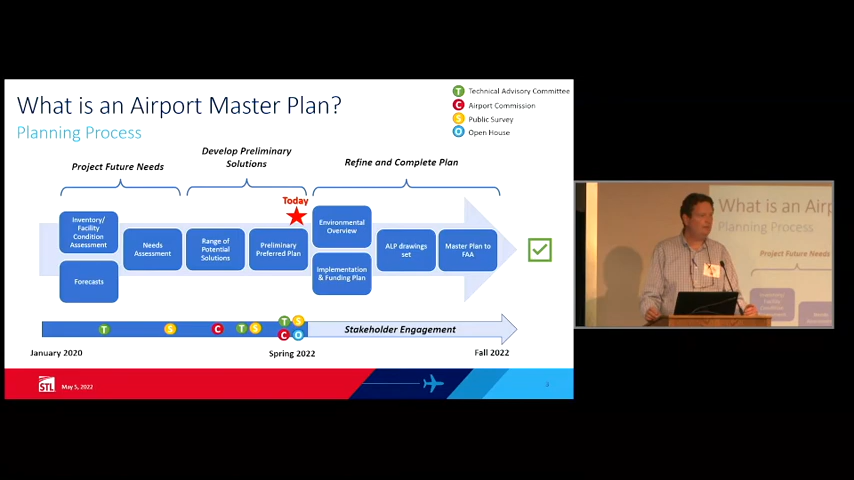 What is an Airport Master Plan?
Planning Process
T Technical Advisory Committee
C Airport Commission
S Public Survey
O Open House
Project Future Needs
Develop Preliminary
Solutions
Refine and Complete Plan
Today
Inventory/
Facility
Condition
Assessment
Forecasts
Needs
Assessment
Range of
Potential
Solutions
Preliminary
Preferred Plan
Environmental
Overview
Implementation
& Funding Plan
ALP drawings
set
Master Plan to
FAA
T S C T S T S C O
Stakeholder Engagement
January 2020
Spring 2022
Fall 2022
STL
May 5, 2022
3
What is an Airp
Planning Process
Project Future Needs